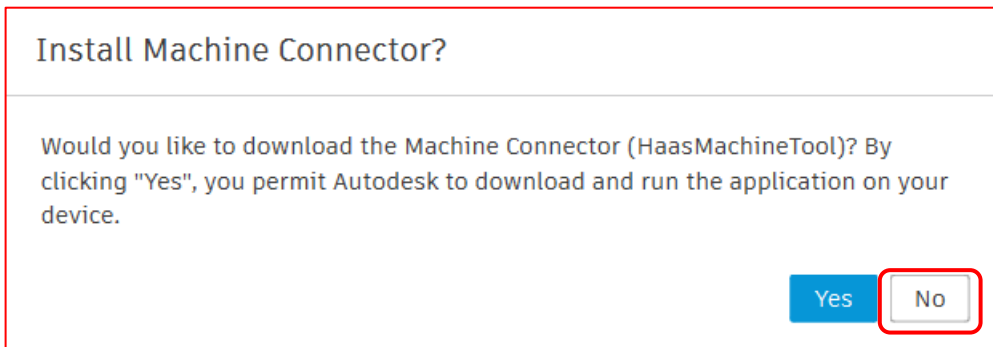 Install Machine Connector?
Would you like to download the Machine Connector (HaasMachineTool)? By
clicking "Yes", you permit Autodesk to download and run the application on your
device.
Yes
No